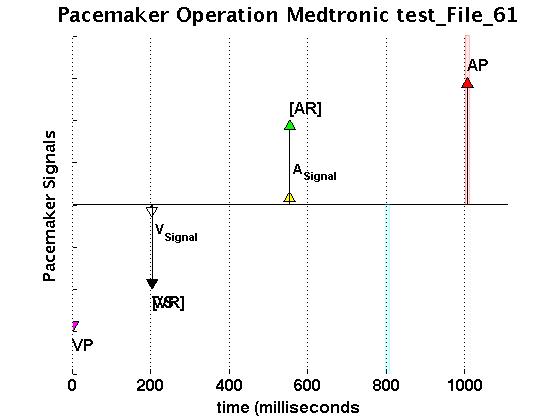 Pacemaker Operation Medtronic test_File_61
AP
[AR]
A Signal
Pacemaker Signals
V Signal
VP
0 200 400 600 800 1000
time (milliseconds